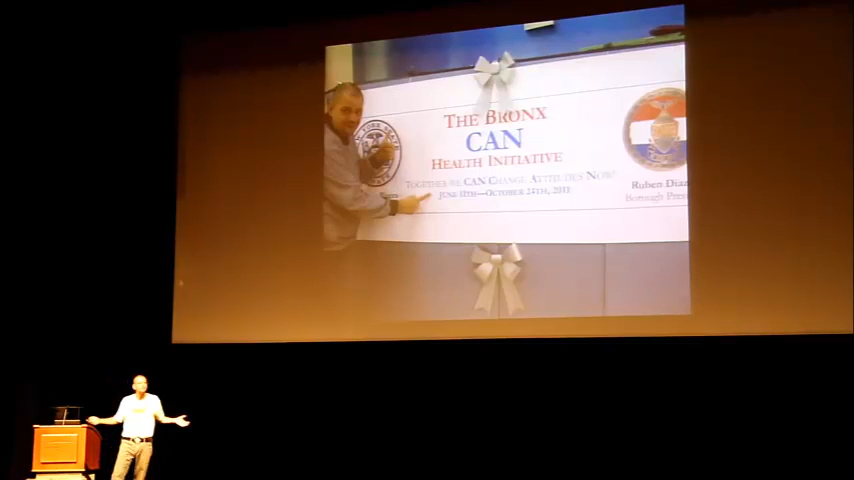 THE BRONX
CAN
HEALTH INITIATIVE
TOGETHER WE CAN CHANGE ATTITUDES NOW!
JUNE 11TH—OCTOBER 24TH, 2011
Ruben Diaz
Borough Pres